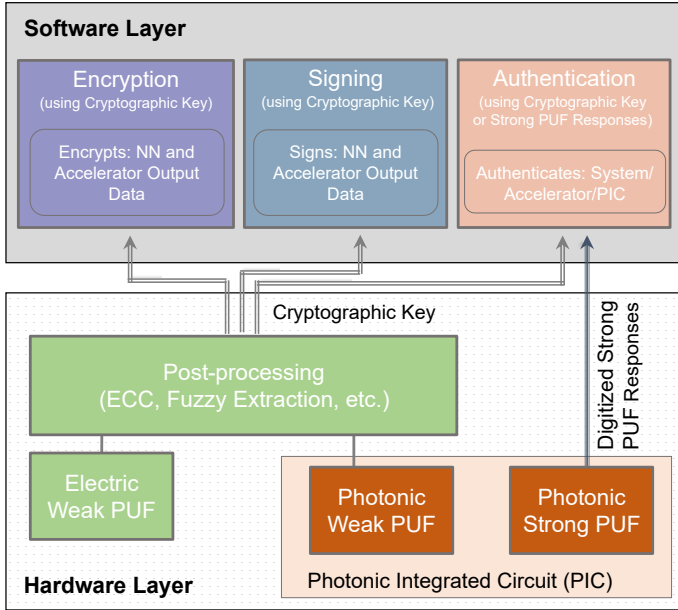 Software Layer
Encryption
(using Cryptographic Key)
Encrypts: NN and
Accelerator Output
Data
Signing
(using Cryptographic Key)
Signs: NN and
Accelerator Output
Data
Authentication
(using Cryptographic Key
or Strong PUF Responses)
Authenticates: System/
Accelerator/PIC
Cryptographic Key
Digitized Strong
PUF Responses
Post-processing
(ECC, Fuzzy Extraction, etc.)
Electric
Weak PUF
Photonic
Weak PUF
Photonic
Strong PUF
Photonic Integrated Circuit (PIC)
Hardware Layer